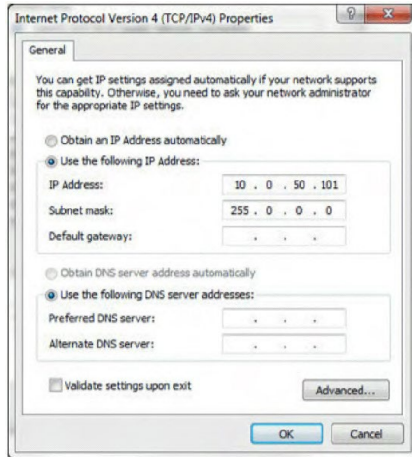 Internet Protocol Version 4 (TCP/IPv4) Properties
General
You can get IP settings assigned automatically if your network supports
this capability. Otherwise, you need to ask your network administrator
for the appropriate IP settings.
Obtain an IP Address automatically
Use the following IP Address:
IP Address: 10 . 0 . 50 . 101
Subnet mask: 255 . 0 . 0 . 0
Default gateway: . . .
Obtain DNS server address automatically
Use the following DNS server addresses:
Preferred DNS server: . . .
Alternate DNS server: . . .
Validate settings upon exit
Advanced...
OK Cancel